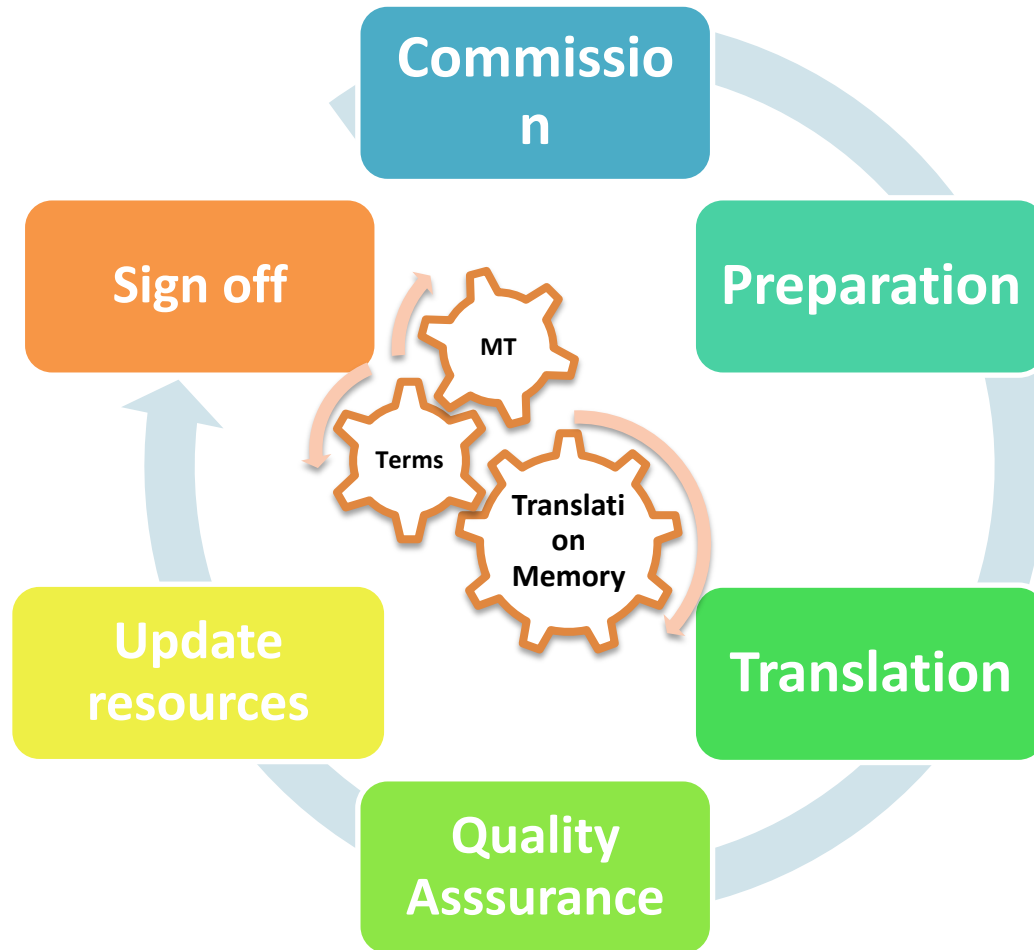 Commissio
n
Preparation
Sign off
MT
Terms
Translati
on
Memory
Translation
Update
resources
Quality
Asssurance